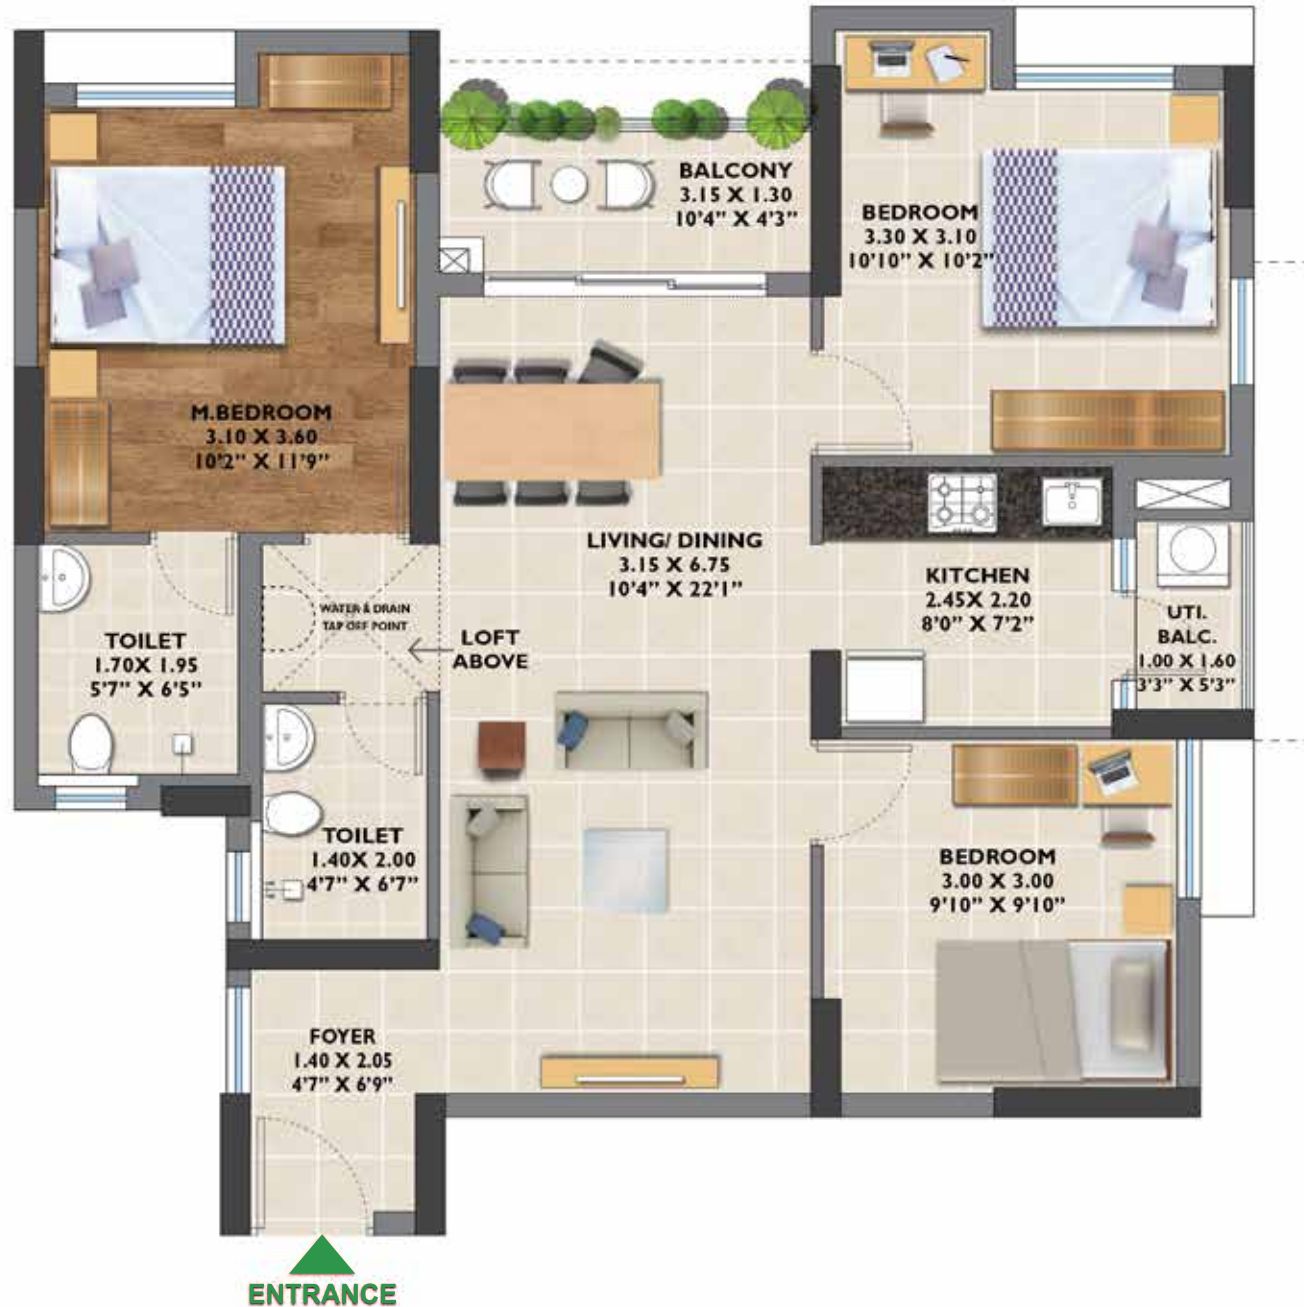 BALCONY
3.15 X 1.30
10'4" X 4'3"
BEDROOM
3.30 X 3.10
10'10" X 10'2"
M.BEDROOM
3.10 X 3.60
10'2" X 11'9"
LIVING/ DINING
3.15 X 6.75
10'4" X 22'1"
KITCHEN
2.45X 2.20
8'0" X 7'2"
UTI.
BALC.
1.00 X 1.60
3'3" X 5'3"
WATER & DRAIN
TAP OFF POINT
LOFT
ABOVE
TOILET
1.70X 1.95
5'7" X 6'5"
TOILET
1.40X 2.00
4'7" X 6'7"
BEDROOM
3.00 X 3.00
9'10" X 9'10"
FOYER
1.40 X 2.05
4'7" X 6'9"
ENTRANCE